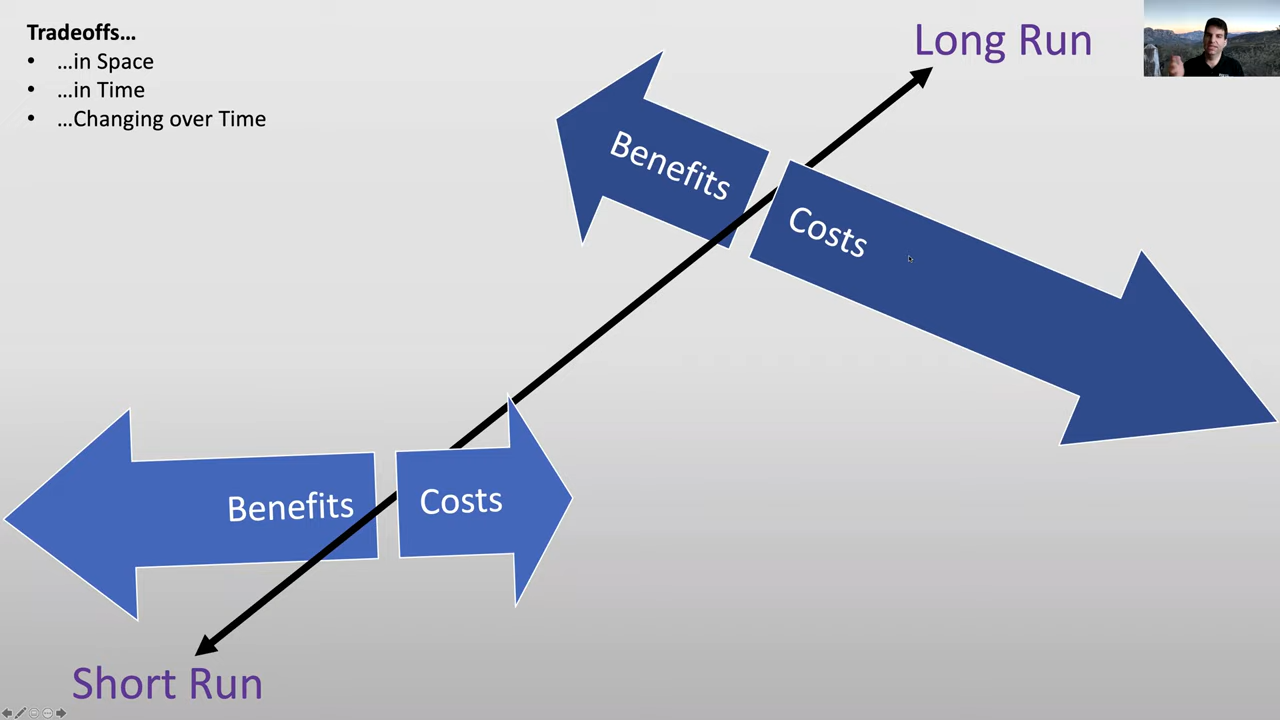 Tradeoffs…
• …in Space
• …in Time
• …Changing over Time
Long Run
Benefits
Costs
Benefits
Costs
Short Run